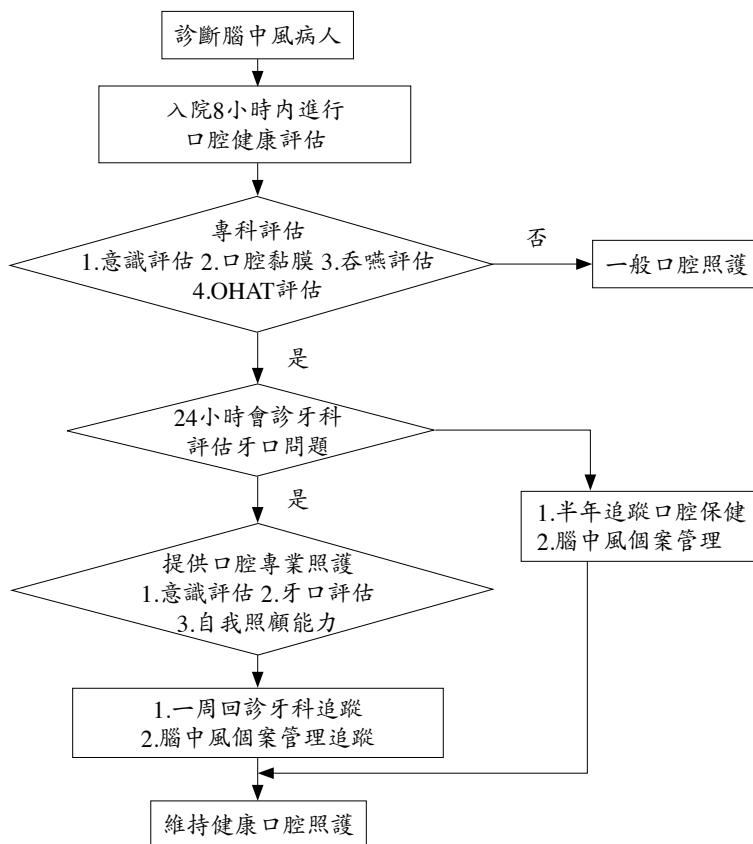 診斷腦中風病人
入院8小時內進行
口腔健康評估
專科評估
1.意識評估 2.口腔黏膜 3.吞嚥評估
4.OHAT評估
否
一般口腔照護
是
24小時會診牙科
評估牙口問題
是
1.半年追蹤口腔保健
2.腦中風個案管理
提供口腔專業照護
1.意識評估 2.牙口評估
3.自我照顧能力
1.一周回診牙科追蹤
2.腦中風個案管理追蹤
維持健康口腔照護